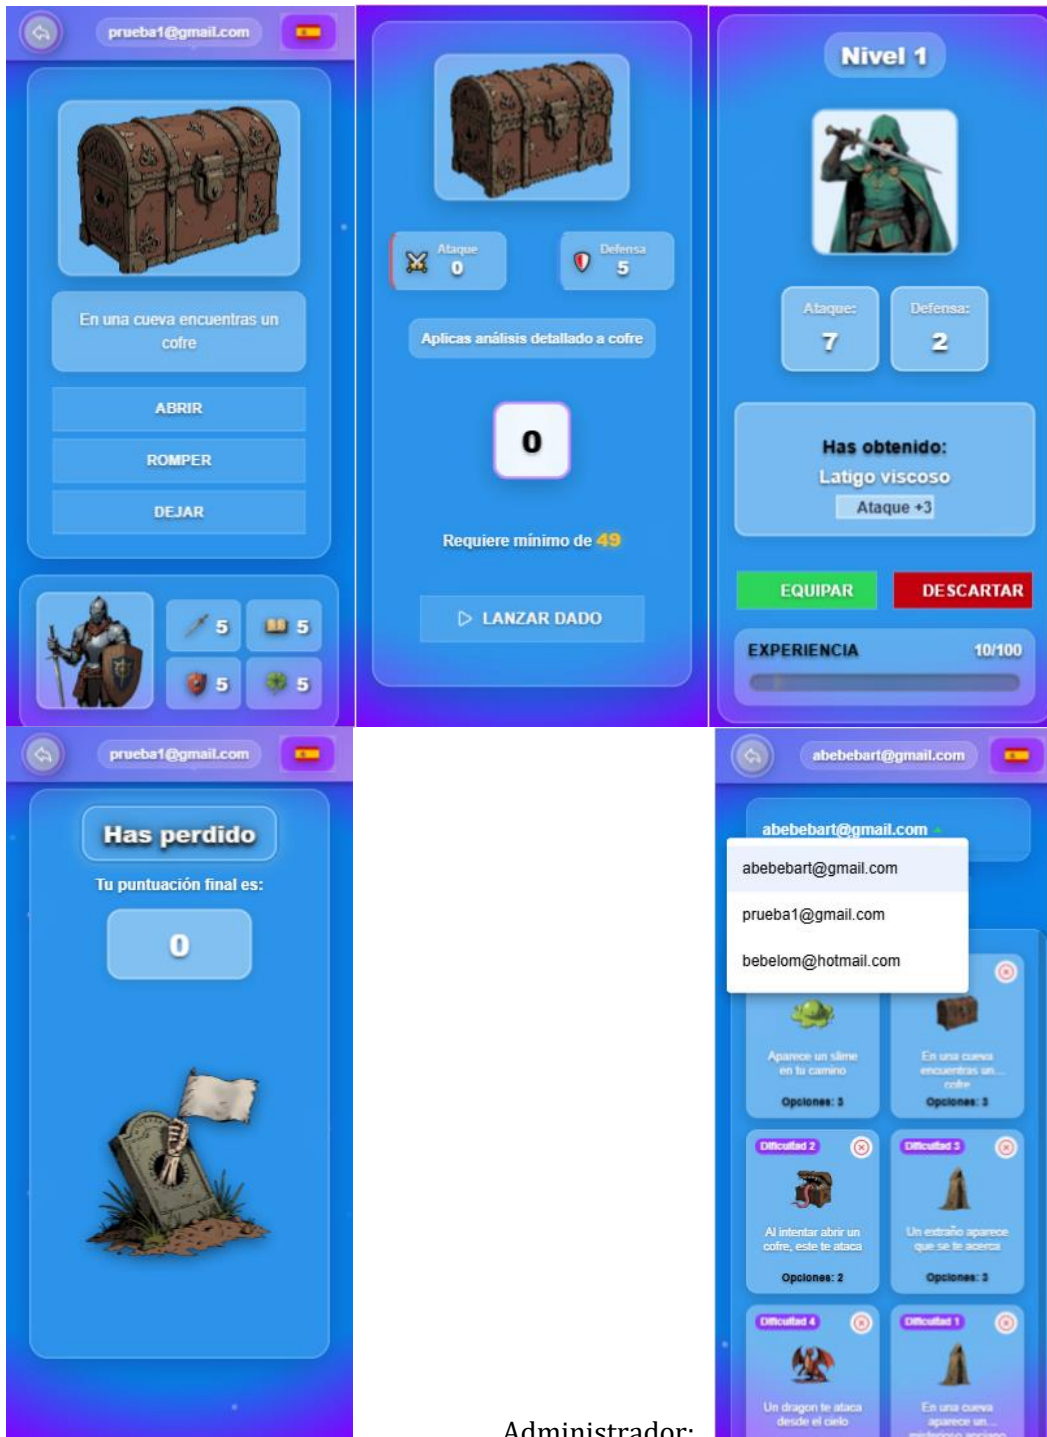 prueba1@gmail.com
En una cueva encuentras un
cofre
ABRIR
ROMPER
DEJAR
5
5
5
5
Ataque
0
Defensa
5
Aplicas análisis detallado a cofre
0
Requiere mínimo de 49
LANZAR DADO
Nivel 1
Ataque:
7
Defensa:
2
Has obtenido:
Latigo viscoso
Ataque +3
EQUIPAR
DESCARTAR
EXPERIENCIA
10/100
prueba1@gmail.com
Has perdido
Tu puntuación final es:
0
Administrador:
abebebart@gmail.com
abebebart@gmail.com
abebebart@gmail.com
prueba1@gmail.com
bebelom@hotmail.com
Aparece un slime
en tu camino
Opciones: 3
En una cueva
encuentras un...
cofre
Opciones: 3
Dificultad 2
Al intentar abrir un
cofre, este te ataca
Opciones: 2
Dificultad 3
Un extraño aparece
que se te acerca
Opciones: 3
Dificultad 4
Un dragon te ataca
desde el cielo
Dificultad 1
En una cueva
aparece un...
misterioso anciano